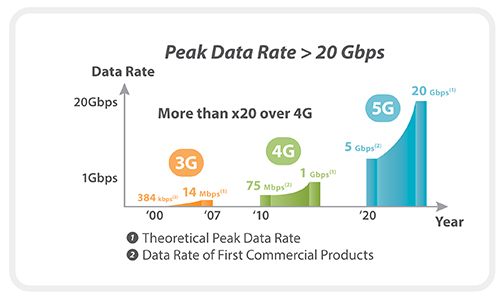 Peak Data Rate > 20 Gbps
Data Rate
20Gbps
More than x20 over 4G
5G
20 Gbps(1)
5 Gbps(2)
4G
1 Gbps(1)
75 Mbps(2)
3G
14 Mbps(1)
384 kbps(2)
1Gbps
'00 '07 '10 '20 Year
1 Theoretical Peak Data Rate
2 Data Rate of First Commercial Products